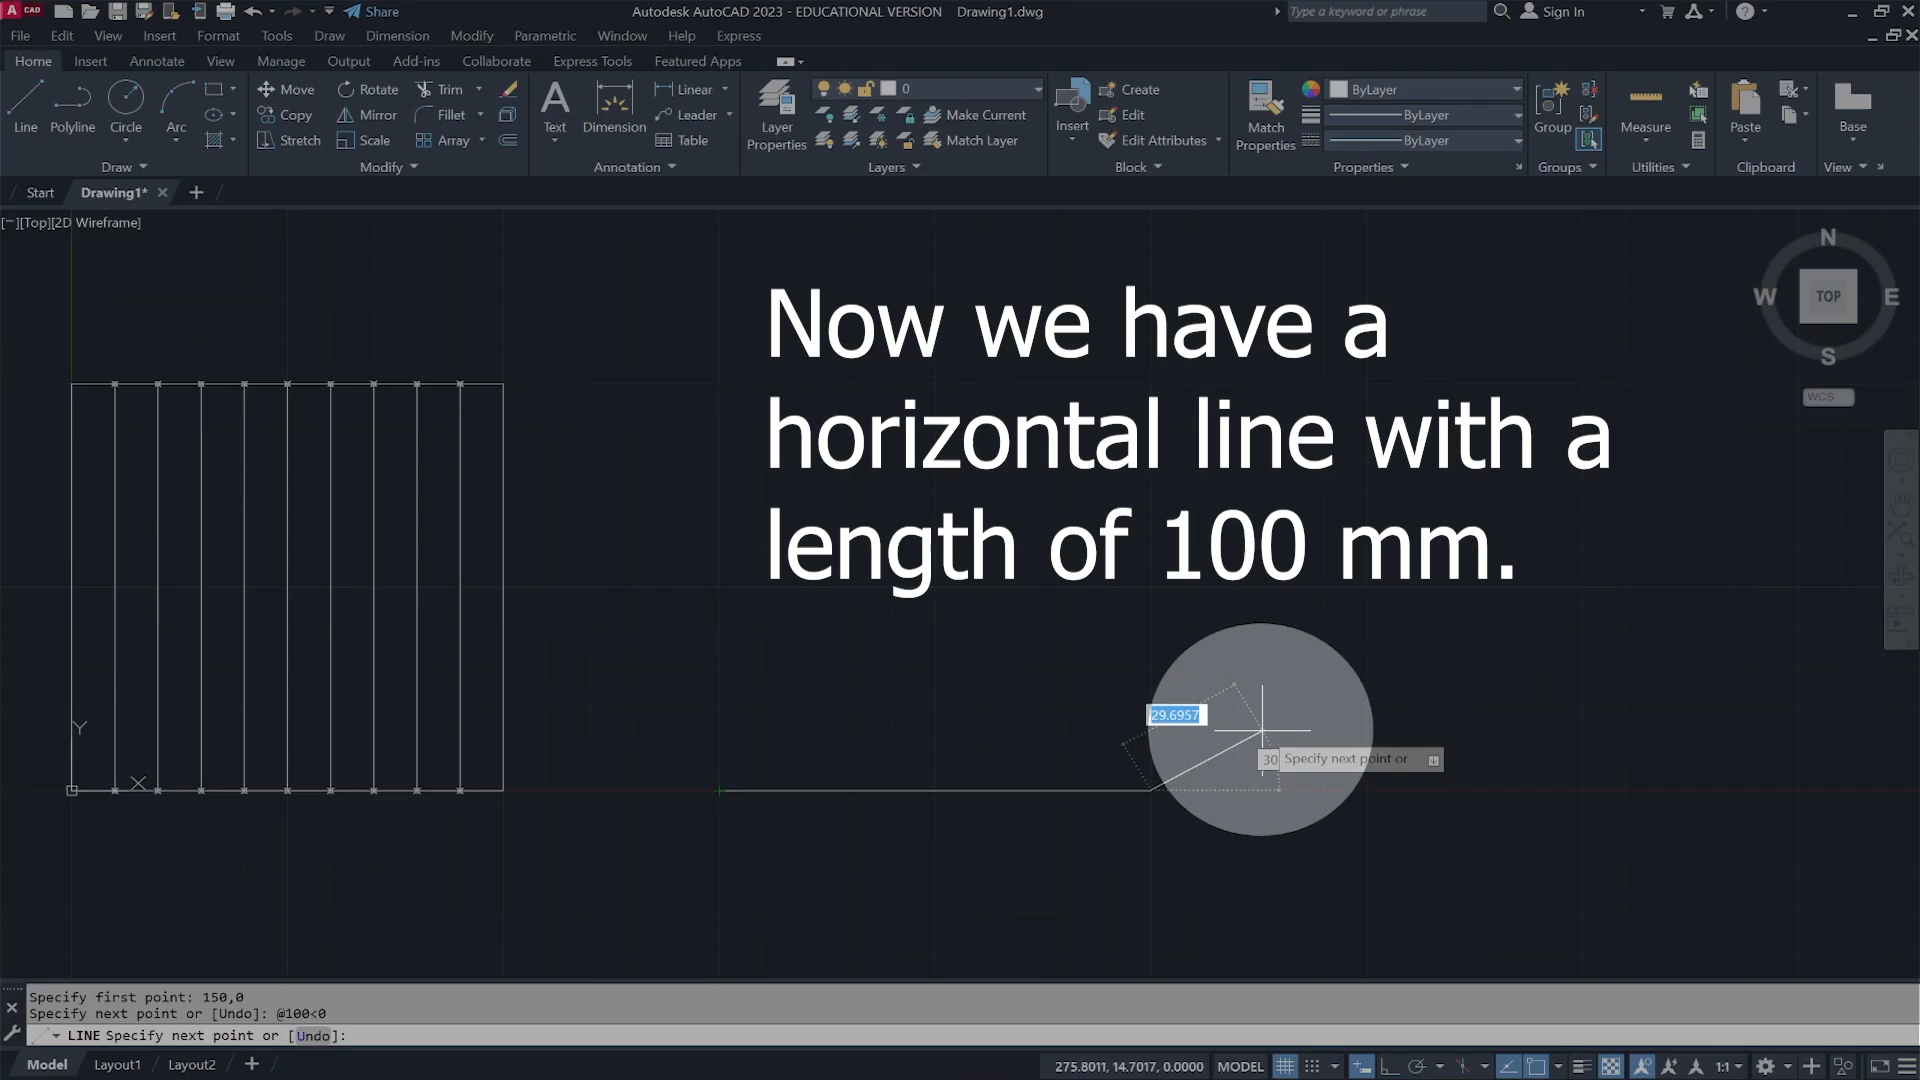 A CAD Share Autodesk AutoCAD 2023 - EDUCATIONAL VERSION Drawing1.dwg Type a keyword or phrase Sign In ?
File Edit View Insert Format Tools Draw Dimension Modify Parametric Window Help Express
Home Insert Annotate View Manage Output Add-ins Collaborate Express Tools Featured Apps
Line Polyline Circle Arc Draw
Move Rotate Trim
Copy Mirror Fillet
Stretch Scale Array
Modify
A Text Dimension Linear
Leader
Table
Annotation
Layer Properties 0
Make Current
Match Layer
Layers
Insert Create
Edit
Edit Attributes
Block
Match Properties ByLayer
ByLayer
ByLayer
Properties
Group Groups
Measure Utilities
Paste Clipboard
Base View
Start Drawing1* +
[−][Top][2D Wireframe]
N
W TOP E
S
WCS
Now we have a
horizontal line with a
length of 100 mm.
29.6957
30 Specify next point or
Y
X
Specify first point: 150,0
Specify next point or [Undo]: @100<0
LINE Specify next point or [Undo]:
Model Layout1 Layout2 + 275.8011, 14.7017, 0.0000 MODEL 1:1